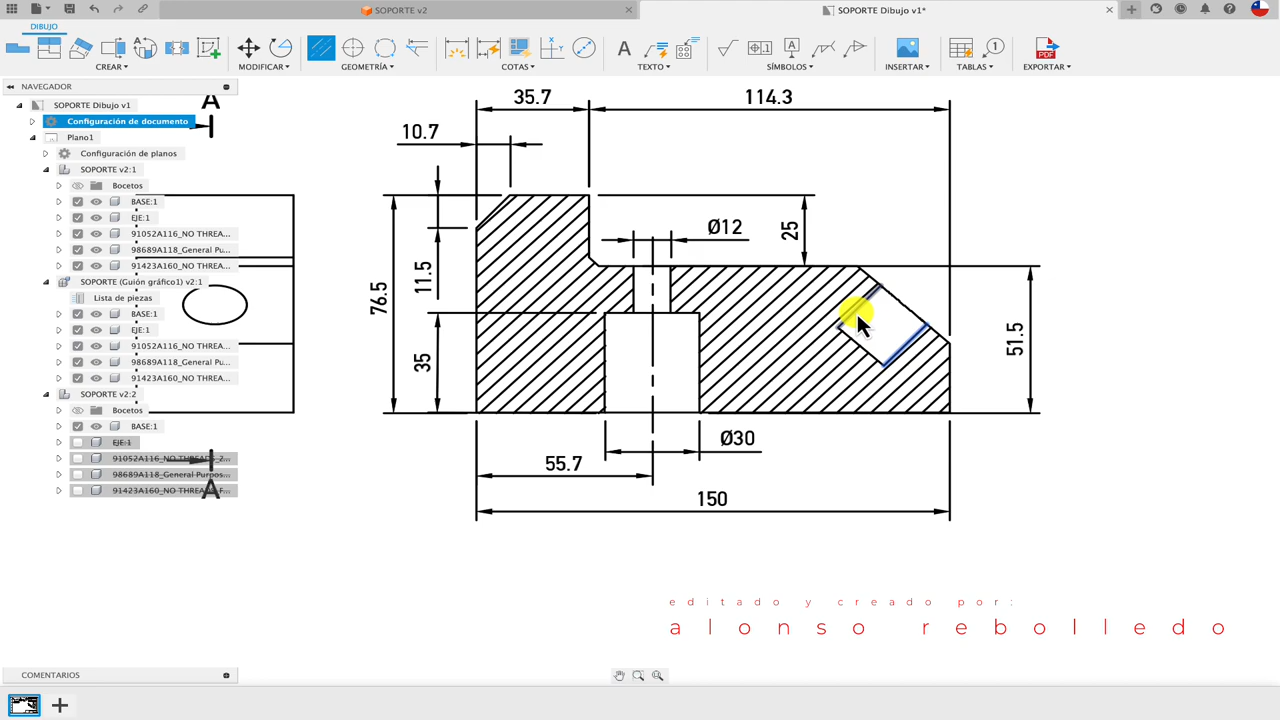 SOPORTE v2
SOPORTE Dibujo v1*
DIBUJO
CREAR
MODIFICAR
GEOMETRÍA
COTAS
TEXTO
SÍMBOLOS
INSERTAR
TABLAS
EXPORTAR
PDF
NAVEGADOR
SOPORTE Dibujo v1
A
Configuración de documento
Plano1
Configuración de planos
SOPORTE v2:1
Bocetos
BASE:1
EJE:1
91052A116_NO THREA...
98689A118_General Pu...
91423A160_NO THREA...
SOPORTE (Guión gráfico1) v2:1
Lista de piezas
BASE:1
EJE:1
91052A116_NO THREA...
98689A118_General Pu...
91423A160_NO THREA...
SOPORTE v2:2
Bocetos
BASE:1
EJE:1
91052A116_NO THREADS_2...
98689A118_General Purpos...
91423A160_NO THREADS_F...
A
35.7
114.3
10.7
Ø12
25
11.5
76.5
35
51.5
Ø30
55.7
150
editado y creado por:
alonso rebolledo
COMENTARIOS